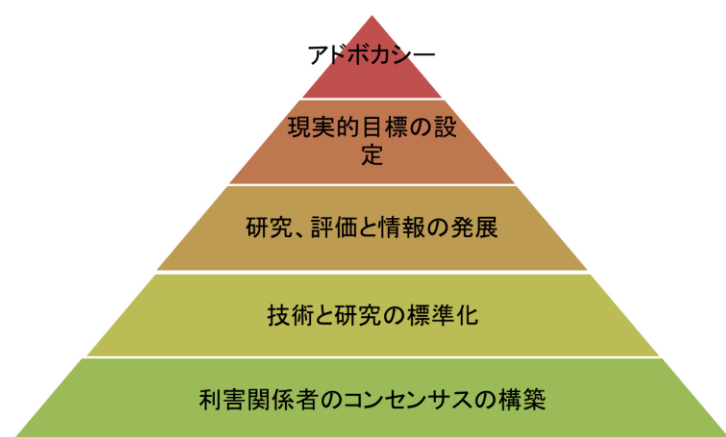 アドボカシー
現実的目標の設
定
研究、評価と情報の発展
技術と研究の標準化
利害関係者のコンセンサスの構築